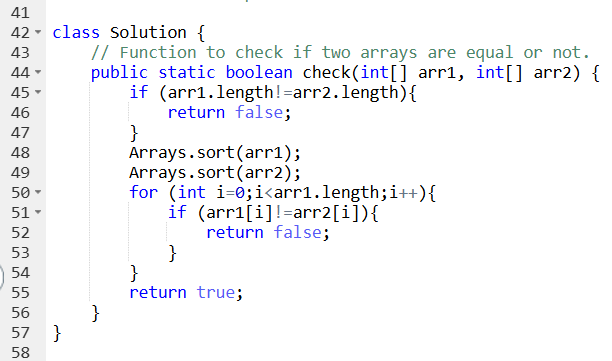 41
42 class Solution {
43     // Function to check if two arrays are equal or not.
44     public static boolean check(int[] arr1, int[] arr2) {
45         if (arr1.length!=arr2.length){
46             return false;
47         }
48         Arrays.sort(arr1);
49         Arrays.sort(arr2);
50         for (int i=0;i<arr1.length;i++){
51             if (arr1[i]!=arr2[i]){
52                 return false;
53             }
54         }
55         return true;
56     }
57 }
58